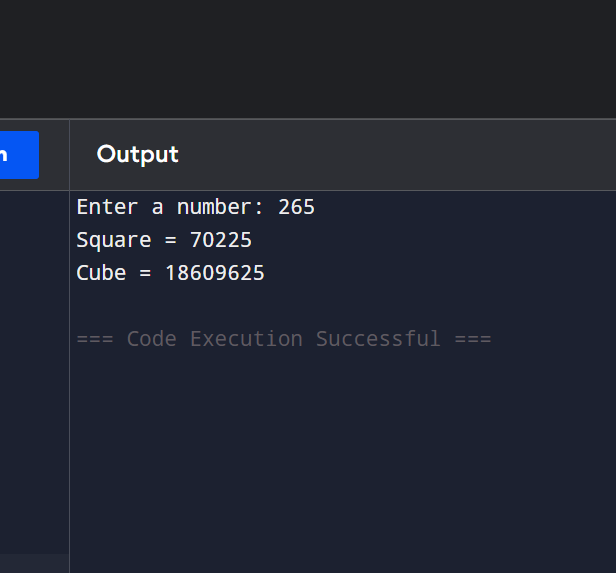 Output
Enter a number: 265
Square = 70225
Cube = 18609625
=== Code Execution Successful ===